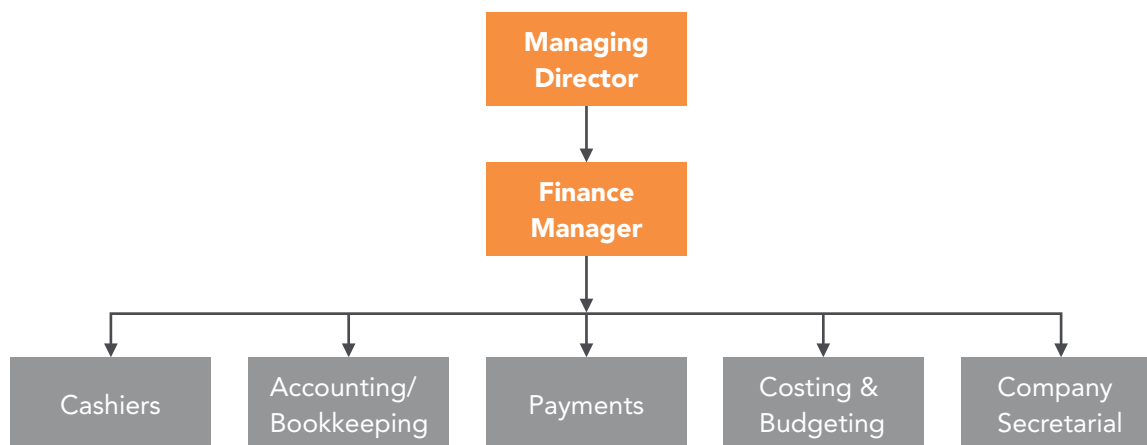 Managing
Director
Finance
Manager
Cashiers
Accounting/
Bookkeeping
Payments
Costing &
Budgeting
Company
Secretarial